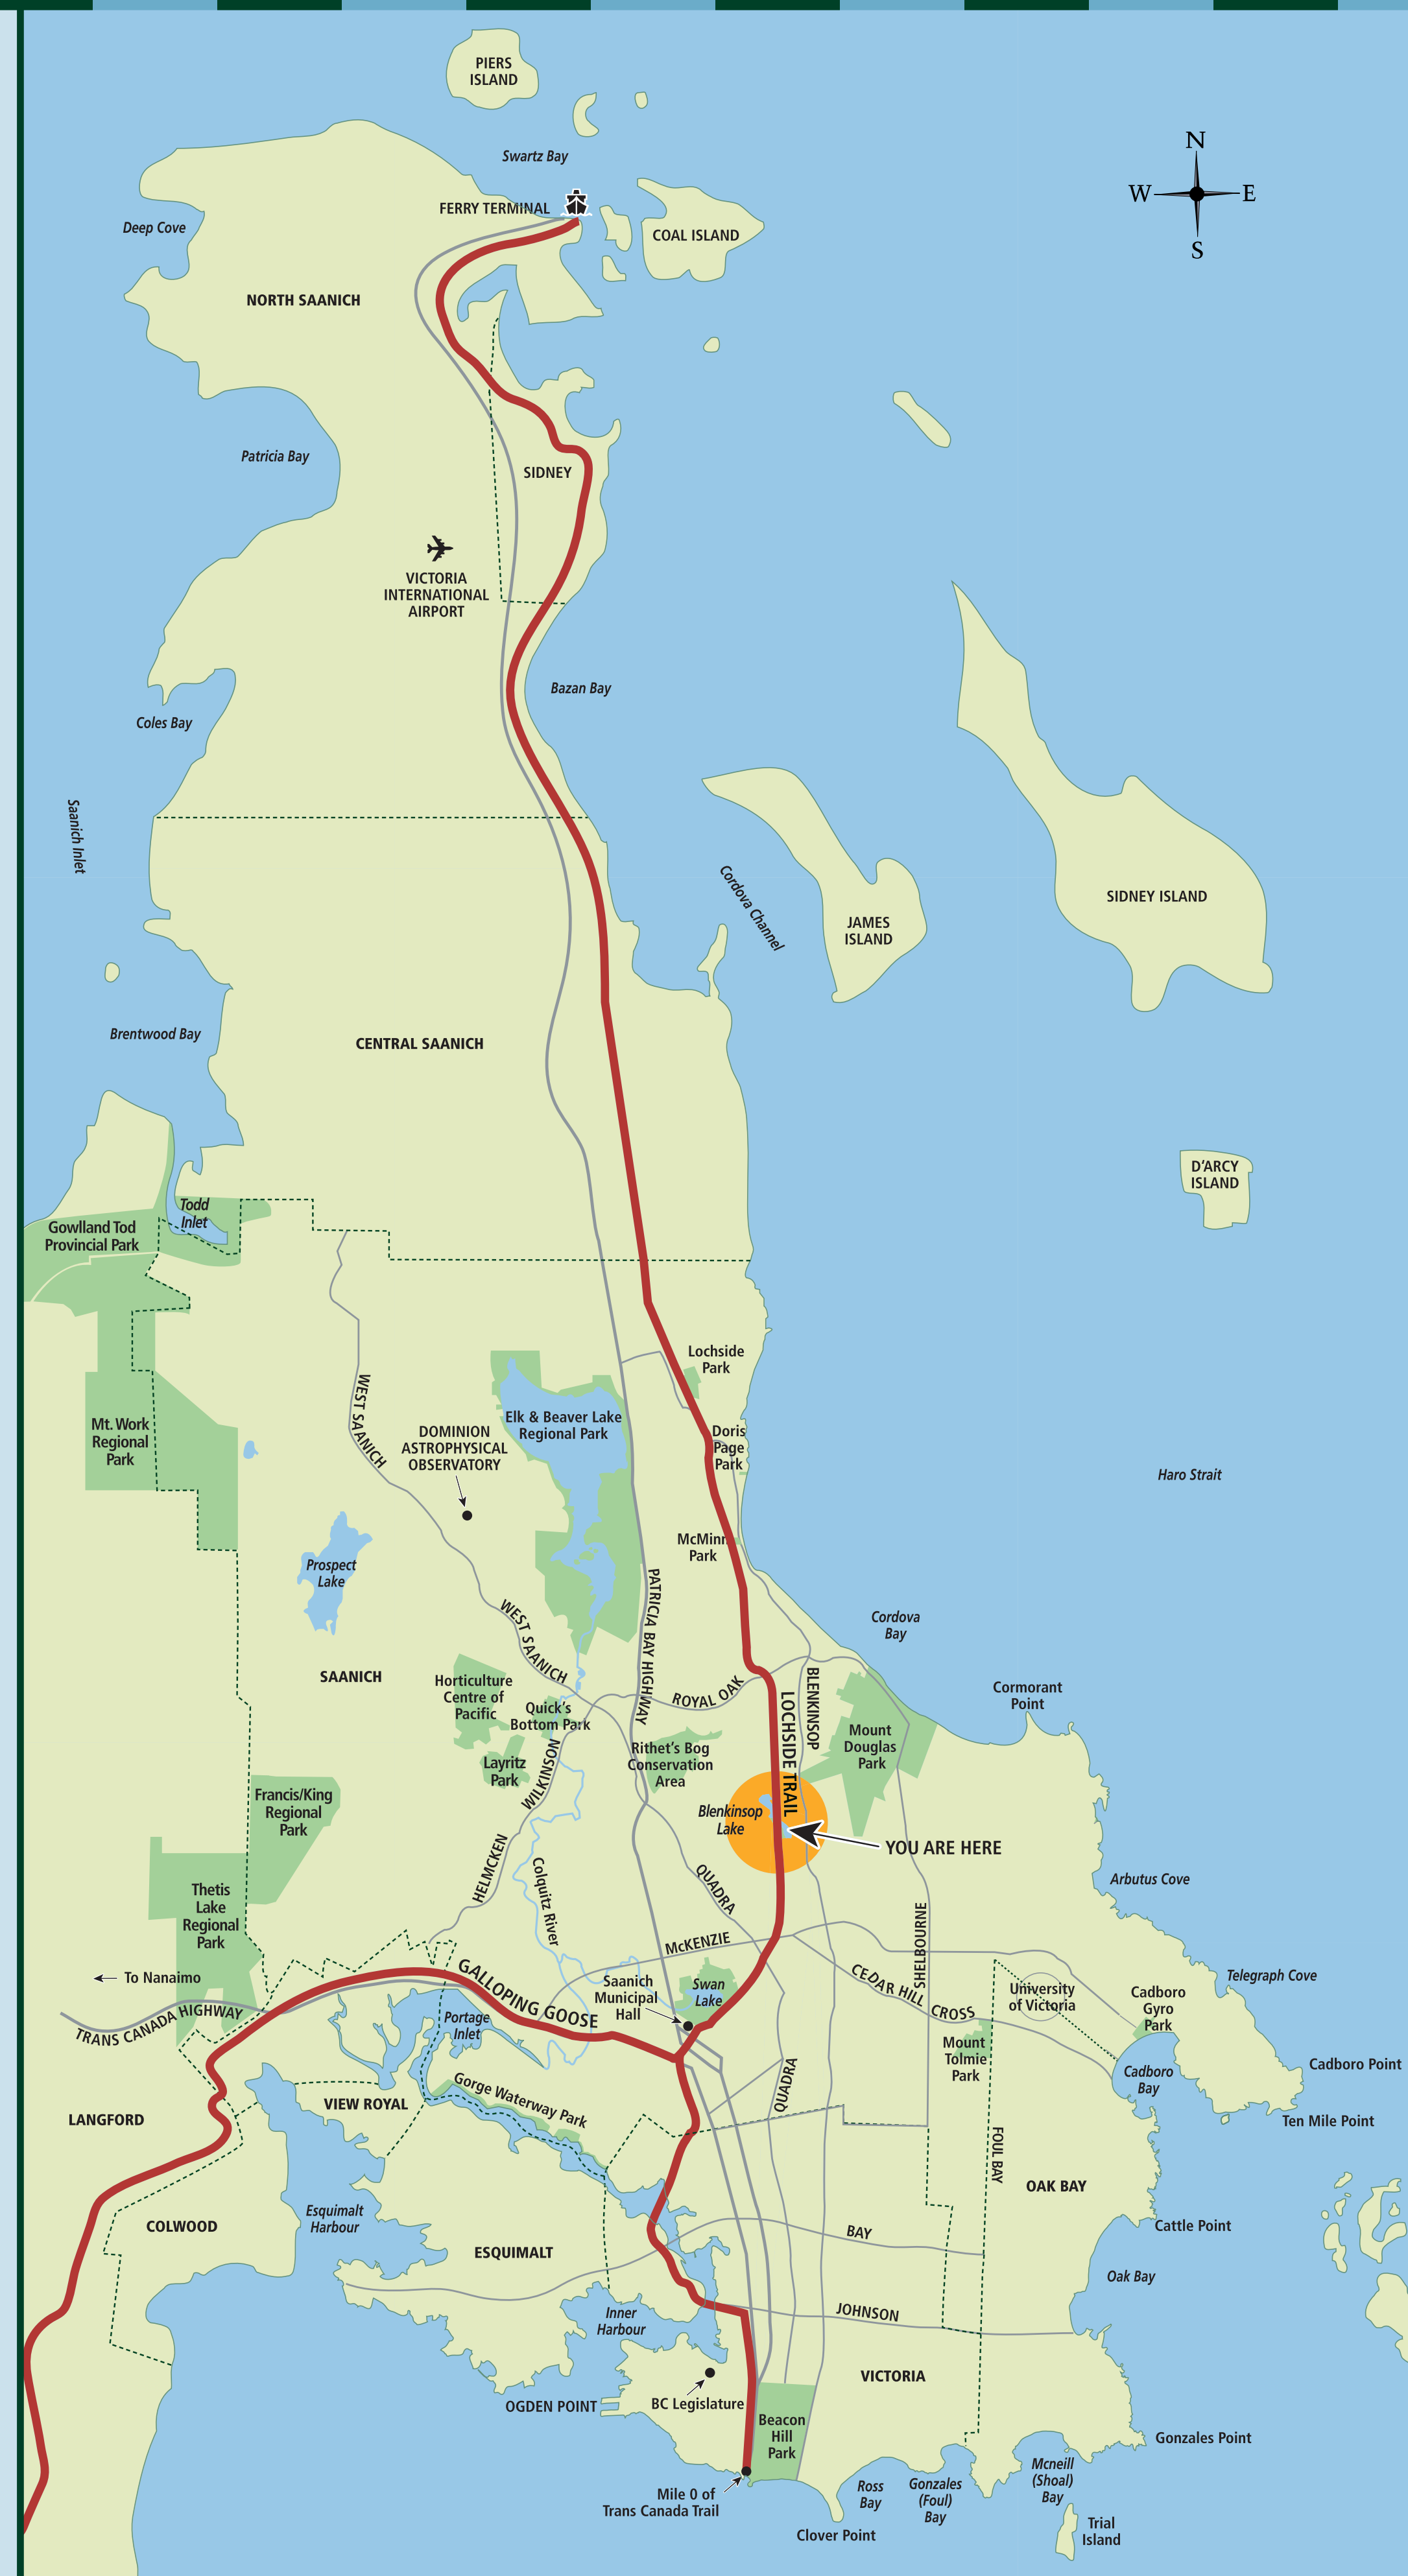 PIERS
ISLAND
Swartz Bay
N
W
E
S
FERRY TERMINAL
COAL ISLAND
Deep Cove
NORTH SAANICH
Patricia Bay
SIDNEY
VICTORIA
INTERNATIONAL
AIRPORT
Bazan Bay
Coles Bay
Saanich Inlet
Cordova Channel
JAMES
ISLAND
SIDNEY ISLAND
Brentwood Bay
CENTRAL SAANICH
D'ARCY
ISLAND
Todd
Inlet
Gowlland Tod
Provincial Park
Lochside
Park
WEST SAANICH
Mt. Work
Regional
Park
DOMINION
ASTROPHYSICAL
OBSERVATORY
Elk & Beaver Lake
Regional Park
Doris
Page
Park
Haro Strait
McMinn
Park
Prospect
Lake
PATRICIA BAY HIGHWAY
WEST SAANICH
Cordova
Bay
SAANICH
Horticulture
Centre of
Pacific
Quick's
Bottom Park
ROYAL OAK
BLENKINSOP
LOCHSIDE TRAIL
Cormorant
Point
Mount
Douglas
Park
Layritz
Park
WILKINSON
Rithet's Bog
Conservation
Area
Francis/King
Regional
Park
Blenkinsop
Lake
YOU ARE HERE
HELMCKEN
Colquitz River
QUADRA
Arbutus Cove
Thetis
Lake
Regional
Park
McKENZIE
SHELBOURNE
To Nanaimo
GALLOPING GOOSE
Saanich
Municipal
Hall
Swan
Lake
CEDAR HILL CROSS
University
of Victoria
Telegraph Cove
Cadboro
Gyro
Park
TRANS CANADA HIGHWAY
Portage
Inlet
Mount
Tolmie
Park
Cadboro Point
Cadboro
Bay
QUADRA
Gorge Waterway Park
VIEW ROYAL
LANGFORD
Ten Mile Point
FOUL BAY
OAK BAY
Esquimalt
Harbour
COLWOOD
Cattle Point
BAY
ESQUIMALT
Oak Bay
Inner
Harbour
JOHNSON
VICTORIA
BC Legislature
OGDEN POINT
Beacon
Hill
Park
Gonzales Point
Mcneill
(Shoal)
Bay
Ross
Bay
Gonzales
(Foul)
Bay
Mile 0 of
Trans Canada Trail
Clover Point
Trial
Island